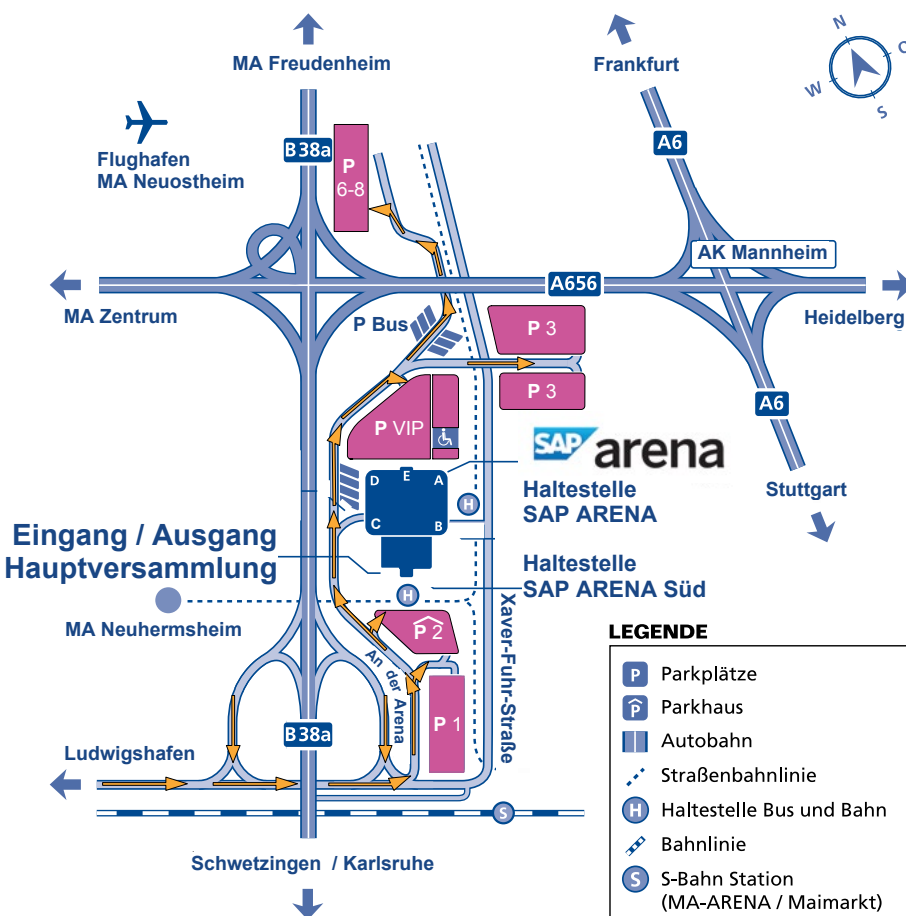 MA Freudenheim
Frankfurt
N
O
W
S
B38a
A6
Flughafen
MA Neuostheim
P
6-8
AK Mannheim
A656
MA Zentrum
Heidelberg
P Bus
P 3
P 3
A6
P VIP
SAP arena
Stuttgart
D
E
A
C
B
H
Haltestelle
SAP ARENA
Eingang / Ausgang
Hauptversammlung
Haltestelle
SAP ARENA Süd
H
MA Neuhermsheim
P 2
An der Arena
Xaver-Fuhr-Straße
P 1
B38a
Ludwigshafen
S
Schwetzingen / Karlsruhe
LEGENDE
P Parkplätze
P Parkhaus
Autobahn
Straßenbahnlinie
H Haltestelle Bus und Bahn
Bahnlinie
S S-Bahn Station
(MA-ARENA / Maimarkt)